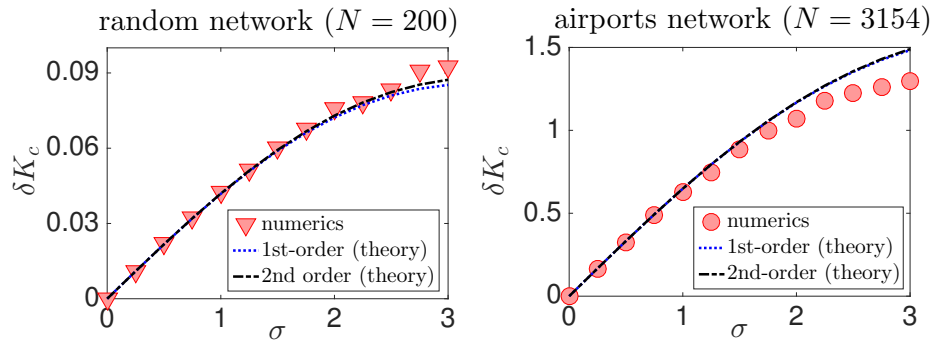 random network (N = 200)
0.09
0.06
0.03
0
δK_c
0 1 2 3
σ
numerics
1st-order (theory)
2nd order (theory)
airports network (N = 3154)
1.5
1
0.5
0
δK_c
0 1 2 3
σ
numerics
1st-order (theory)
2nd-order (theory)